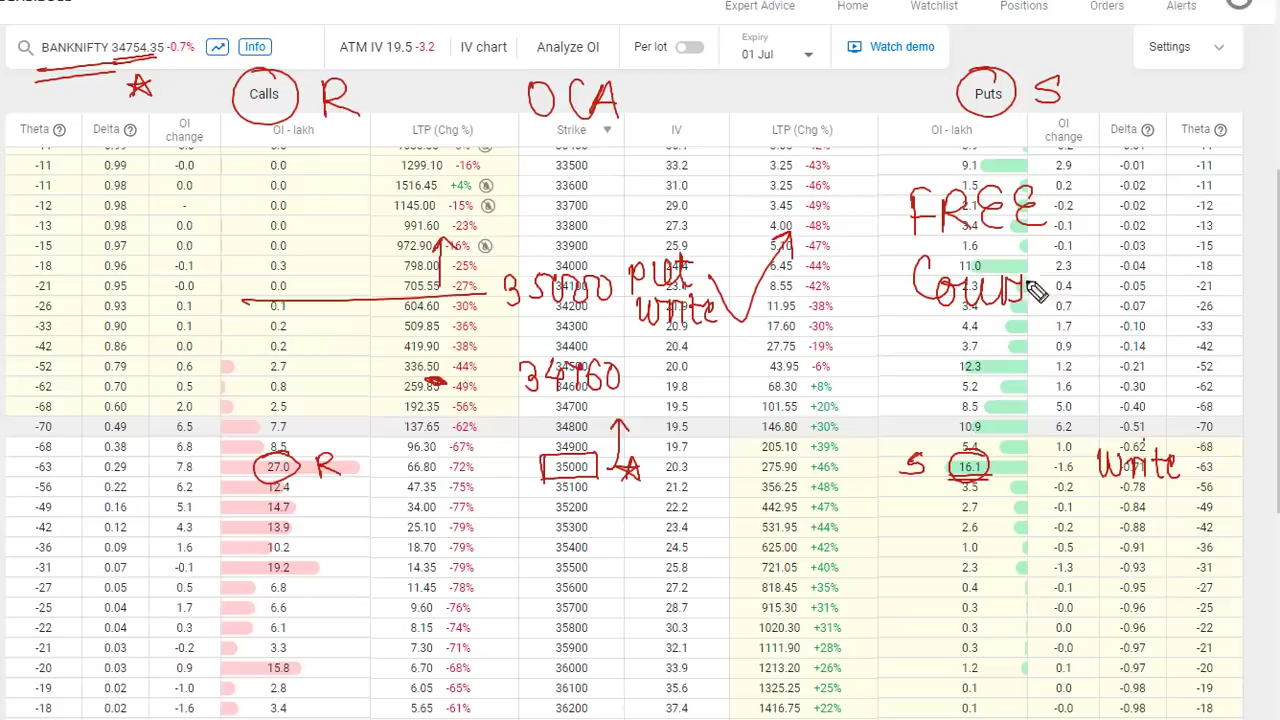 Expert Advice Home Watchlist Positions Orders Alerts
BANKNIFTY 34754.35 -0.7% Info ATM IV 19.5 -3.2 IV chart Analyze OI Per lot Expiry 01 Jul Watch demo Settings
Calls R OCA Puts S
Theta Delta OI change OI - lakh LTP (Chg %) Strike IV LTP (Chg %) OI - lakh OI change Delta Theta
-11 0.99 -0.0 0.0 1299.10 -16% 33500 33.2 3.25 -43% 9.1 2.9 -0.01 -11
-11 0.98 0.0 0.0 1516.45 +4% 33600 31.0 3.25 -46% 1.5 0.2 -0.02 -11
-12 0.98 - 0.0 1145.00 -15% 33700 29.0 3.45 -49% 2.1 -0.2 -0.02 -12
FREE
-13 0.98 0.0 0.0 991.60 -23% 33800 27.3 4.00 -48% 3.4 -0.1 -0.02 -13
-15 0.97 0.0 0.0 972.90 33900 25.9 -47% 1.6 -0.1 -0.03 -15
-18 0.96 -0.1 0.3 798.00 -25% 34000 6.45 -44% 11.0 2.3 -0.04 -18
-21 0.95 -0.0 0.0 705.55 -27% 8.55 -42% 0.4 -0.05 -21
35000 put write
-26 0.93 0.1 0.1 604.60 -30% 34200 11.95 -38% 0.7 -0.07 -26
-33 0.90 0.1 0.2 509.85 -36% 34300 20.9 17.60 -30% 4.4 1.7 -0.10 -33
-42 0.86 0.0 0.2 419.90 -38% 34400 20.4 27.75 -19% 3.7 0.9 -0.14 -42
-52 0.79 0.6 2.7 336.50 -44% 34500 20.0 43.95 -6% 12.3 1.2 -0.21 -52
-62 0.70 0.5 0.8 259.85 -49% 34600 19.8 68.30 +8% 5.2 1.6 -0.30 -62
-68 0.60 2.0 2.5 192.35 -56% 34700 19.5 101.55 +20% 8.5 5.0 -0.40 -68
-70 0.49 6.5 7.7 137.65 -62% 34800 19.5 146.80 +30% 10.9 6.2 -0.51 -70
-68 0.38 6.8 8.5 96.30 -67% 34900 19.7 205.10 +39% 5.4 1.0 -0.62 -68
-63 0.29 7.8 27.0 R 66.80 -72% 35000 20.3 275.90 +46% S 16.1 -1.6 Write -63
-56 0.22 6.2 12.4 47.35 -75% 35100 21.2 356.25 +48% 3.5 -0.2 -0.78 -56
-49 0.16 5.1 14.7 34.00 -77% 35200 22.2 442.95 +47% 2.7 -0.1 -0.84 -49
-42 0.12 4.3 13.9 25.10 -79% 35300 23.4 531.95 +44% 2.6 -0.2 -0.88 -42
-36 0.09 1.6 10.2 18.70 -79% 35400 24.5 625.00 +42% 1.0 -0.5 -0.91 -36
-31 0.07 -0.1 19.2 14.35 -79% 35500 25.8 721.05 +40% 2.3 -1.3 -0.93 -31
-27 0.05 0.5 6.8 11.45 -78% 35600 27.2 818.45 +35% 0.4 -0.1 -0.95 -27
-25 0.04 1.7 6.6 9.60 -76% 35700 28.7 915.30 +31% 0.3 -0.0 -0.96 -25
-22 0.04 0.3 6.1 8.15 -74% 35800 30.3 1020.30 +31% 0.3 -0.0 -0.96 -22
-21 0.03 -0.2 3.3 7.30 -71% 35900 32.1 1111.90 +28% 0.3 -0.0 -0.97 -21
-20 0.03 0.9 15.8 6.70 -68% 36000 33.9 1213.20 +26% 1.2 0.1 -0.97 -20
-19 0.02 -1.0 2.8 6.05 -65% 36100 35.6 1325.25 +25% 0.1 0.0 -0.98 -19
-18 0.02 -1.6 3.4 5.65 -61% 36200 37.4 1416.75 +22% 0.1 -0.0 -0.98 -18